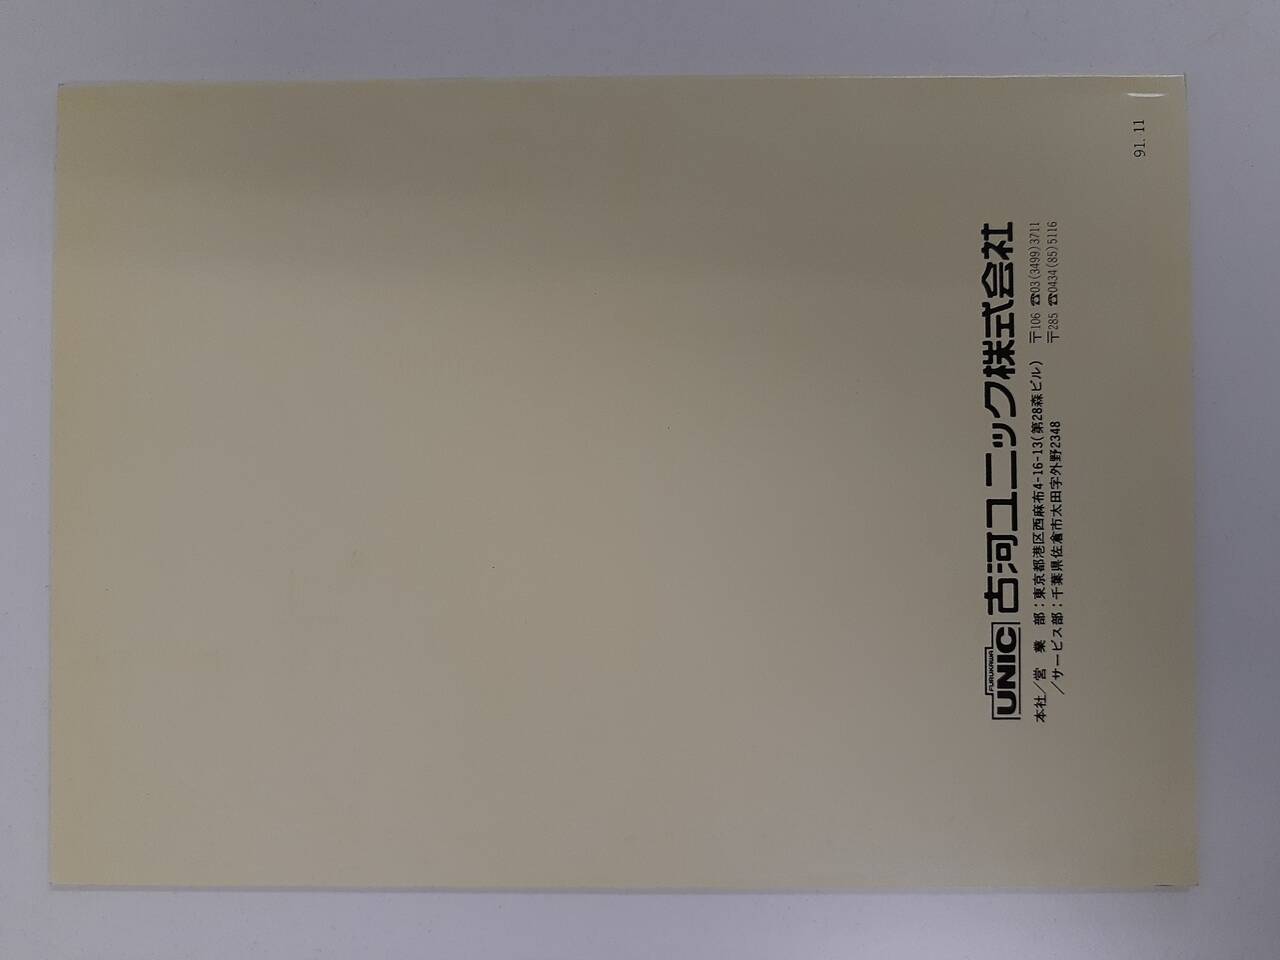 FURUKAWA
UNIC 古河ユニック株式会社
本社／営業部：東京都港区西麻布4-16-13(第28森ビル) 〒106 ☎03(3499)3711
／サービス部：千葉県佐倉市太田字外野2348 〒285 ☎0434(85)5116
91. 11